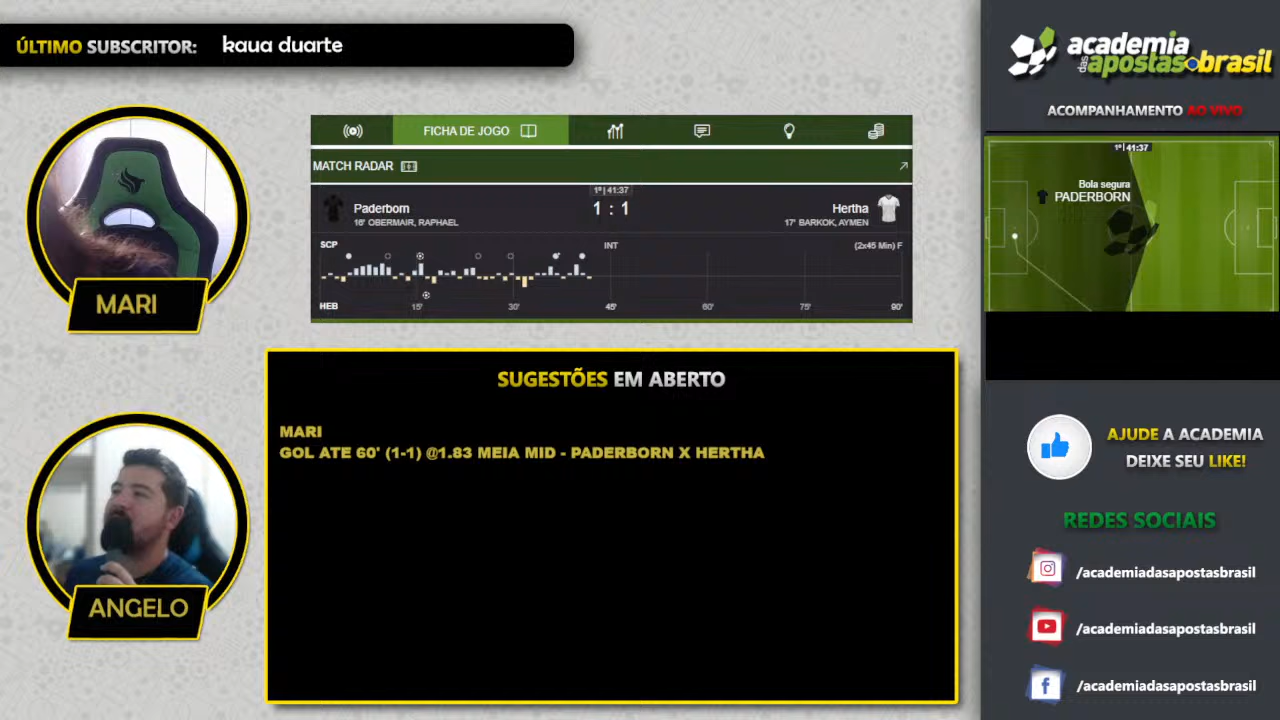 ÚLTIMO SUBSCRITOR: kaua duarte
MARI
ANGELO
FICHA DE JOGO
MATCH RADAR
1º | 41:37
Paderborn 1 : 1 Hertha
16' OBERMAIR, RAPHAEL 17' BARKOK, AYMEN
SCP INT (2x45 Min) F
HEB 15' 30' 45' 60' 75' 90'
SUGESTÕES EM ABERTO
MARI
GOL ATE 60' (1-1) @1.83 MEIA MID - PADERBORN X HERTHA
academia
das apostas brasil
ACOMPANHAMENTO AO VIVO
1º | 41:37
Bola segura
PADERBORN
AJUDE A ACADEMIA
DEIXE SEU LIKE!
REDES SOCIAIS
/academiadasapostasbrasil
/academiadasapostasbrasil
/academiadasapostasbrasil